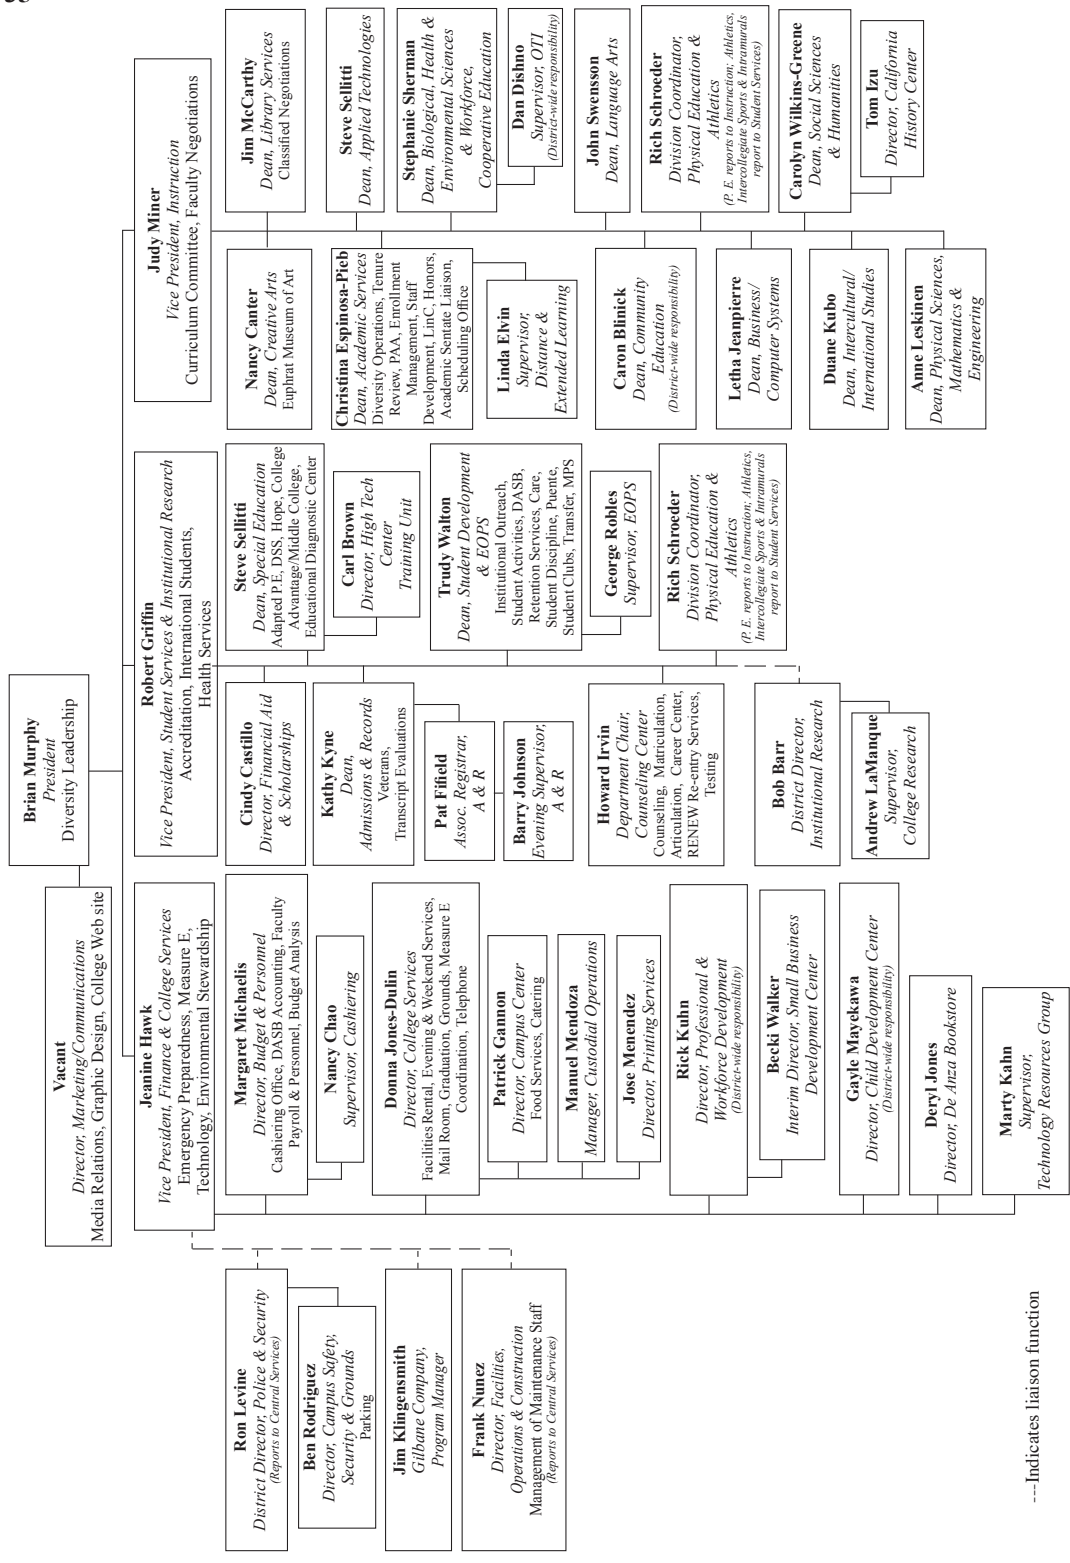 Brian Murphy
President
Diversity Leadership
Vacant
Director, Marketing/Communications
Media Relations, Graphic Design, College Web site
Jeanine Hawk
Vice President, Finance & College Services
Emergency Preparedness, Measure E,
Technology, Environmental Stewardship
Robert Griffin
Vice President, Student Services & Institutional Research
Accreditation, International Students,
Health Services
Judy Miner
Vice President, Instruction
Curriculum Committee, Faculty Negotiations
Ron Levine
District Director, Police & Security
(Reports to Central Services)
Ben Rodriguez
Director, Campus Safety,
Security & Grounds
Parking
Jim Klingensmith
Gilbane Company,
Program Manager
Frank Nunez
Director, Facilities,
Operations & Construction
Management of Maintenance Staff
(Reports to Central Services)
Margaret Michaelis
Director, Budget & Personnel
Cashiering Office, DASB Accounting, Faculty
Payroll & Personnel, Budget Analysis
Nancy Chao
Supervisor, Cashering
Donna Jones-Dulin
Director, College Services
Facilities Rental, Evening & Weekend Services,
Mail Room, Graduation, Grounds, Measure E
Coordination, Telephone
Patrick Gannon
Director, Campus Center
Food Services, Catering
Manuel Mendoza
Manager, Custodial Operations
Jose Menendez
Director, Printing Services
Rick Kuhn
Director, Professional &
Workforce Development
(District-wide responsibility)
Becki Walker
Interim Director, Small Business
Development Center
Gayle Mayekawa
Director, Child Development Center
(District-wide responsibility)
Deryl Jones
Director, De Anza Bookstore
Marty Kahn
Supervisor,
Technology Resources Group
Cindy Castillo
Director, Financial Aid
& Scholarships
Kathy Kyne
Dean,
Admissions & Records
Veterans,
Transcript Evaluations
Pat Fifield
Assoc. Registrar,
A & R
Barry Johnson
Evening Supervisor,
A & R
Howard Irvin
Department Chair,
Counseling Center
Counseling, Matriculation,
Articulation, Career Center,
RENEW Re-entry Services,
Testing
Bob Barr
District Director,
Institutional Research
Andrew LaManque
Supervisor,
College Research
Steve Sellitti
Dean, Special Education
Adapted P.E, DSS, Hope, College
Advantage/Middle College,
Educational Diagnostic Center
Carl Brown
Director, High Tech
Center
Training Unit
Trudy Walton
Dean, Student Development
& EOPS
Institutional Outreach,
Student Activities, DASB,
Retention Services, Care,
Student Discipline, Puente,
Student Clubs, Transfer, MPS
George Robles
Supervisor, EOPS
Rich Schroeder
Division Coordinator,
Physical Education &
Athletics
(P. E. reports to Instruction; Athletics,
Intercollegiate Sports & Intramurals
report to Student Services)
Nancy Canter
Dean, Creative Arts
Euphrat Museum of Art
Christina Espinosa-Pieb
Dean, Academic Services
Diversity Operations, Tenure
Review, PAA, Enrollment
Management, Staff
Development, LinC, Honors,
Academic Sentate Liaison,
Scheduling Office
Linda Elvin
Supervisor,
Distance &
Extended Learning
Caron Blinick
Dean, Community
Education
(District-wide responsibility)
Letha Jeanpierre
Dean, Business/
Computer Systems
Duane Kubo
Dean, Intercultural/
International Studies
Anne Leskinen
Dean, Physical Sciences,
Mathematics &
Engineering
Jim McCarthy
Dean, Library Services
Classified Negotiations
Steve Sellitti
Dean, Applied Technologies
Stephanie Sherman
Dean, Biological, Health &
Environmental Sciences
& Workforce,
Cooperative Education
Dan Dishno
Supervisor, OTI
(District-wide responsibility)
John Swensson
Dean, Language Arts
Rich Schroeder
Division Coordinator,
Physical Education &
Athletics
(P. E. reports to Instruction; Athletics,
Intercollegiate Sports & Intramurals
report to Student Services)
Carolyn Wilkins-Greene
Dean, Social Sciences
& Humanities
Tom Izu
Director, California
History Center
---Indicates liaison function